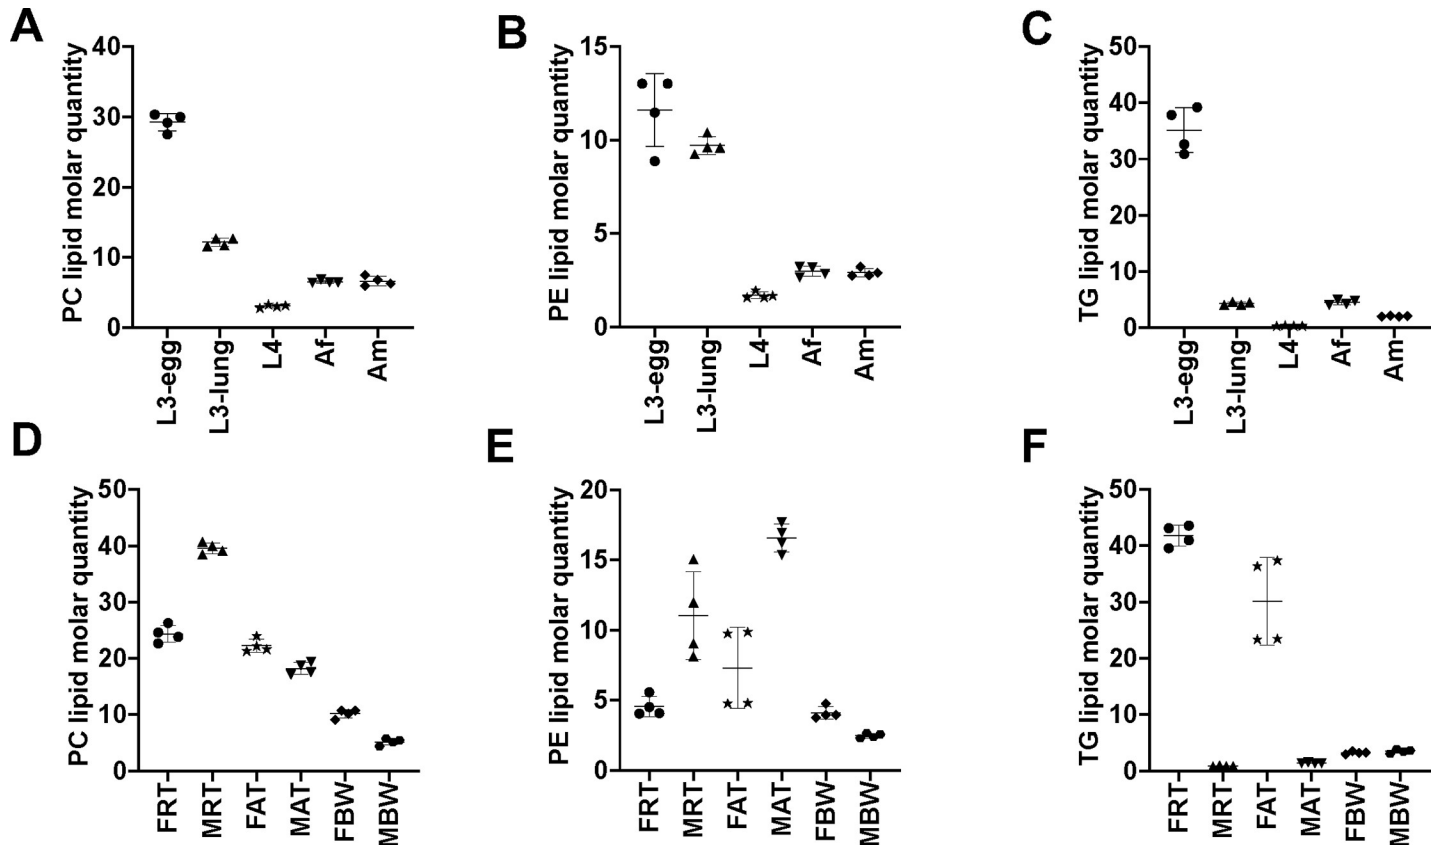 A
PC lipid molar quantity
40
30
20
10
0
L3-egg
L3-lung
L4
Af
Am
B
PE lipid molar quantity
15
10
5
0
L3-egg
L3-lung
L4
Af
Am
C
TG lipid molar quantity
50
40
30
20
10
0
L3-egg
L3-lung
L4
Af
Am
D
PC lipid molar quantity
50
40
30
20
10
0
FRT
MRT
FAT
MAT
FBW
MBW
E
PE lipid molar quantity
20
15
10
5
0
FRT
MRT
FAT
MAT
FBW
MBW
F
TG lipid molar quantity
50
40
30
20
10
0
FRT
MRT
FAT
MAT
FBW
MBW